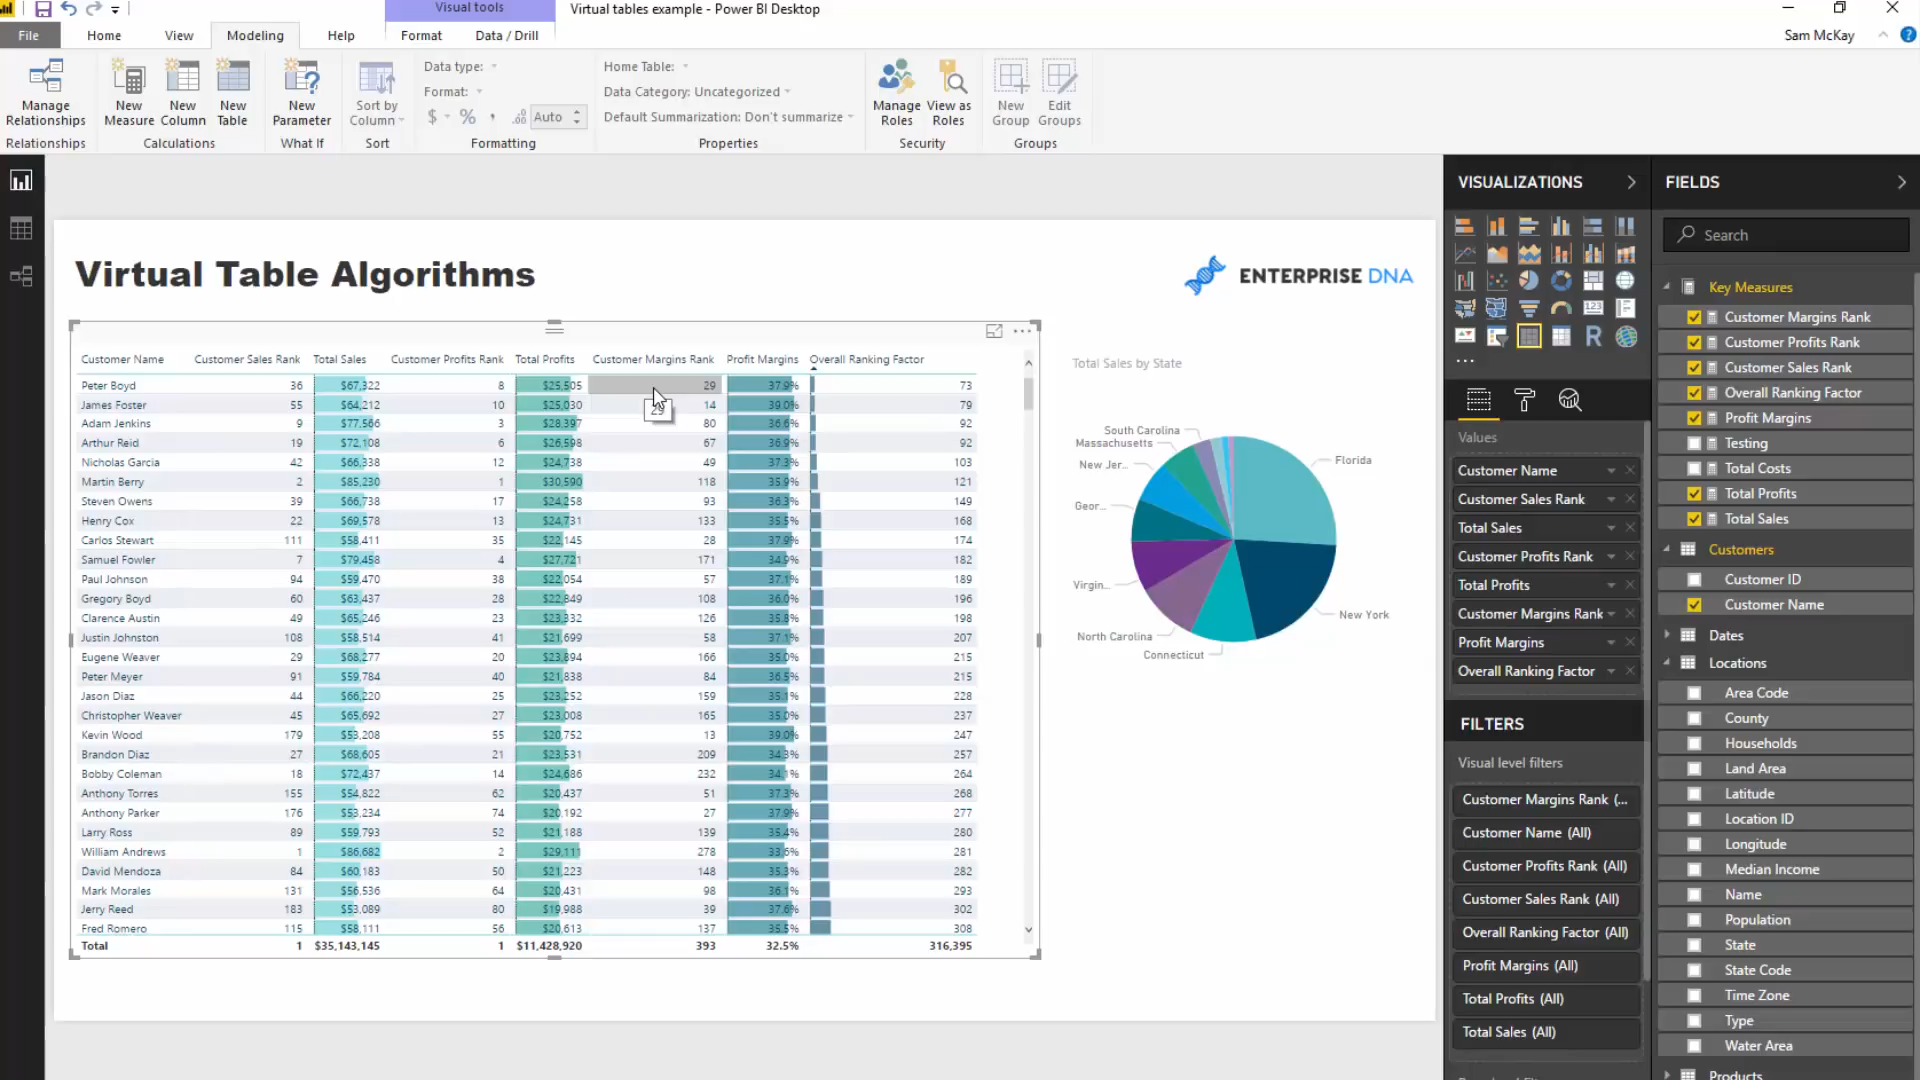 Visual tools
Virtual tables example - Power BI Desktop
File Home View Modeling Help Format Data / Drill
Sam McKay
Manage Relationships
New Measure
New Column
New Table
New Parameter
Sort by Column
Data type:
Format:
$ % , Auto
Home Table:
Data Category: Uncategorized
Default Summarization: Don't summarize
Manage Roles
View as Roles
New Group
Edit Groups
Relationships Calculations What If Sort Formatting Properties Security Groups
Virtual Table Algorithms
ENTERPRISE DNA
Customer Name Customer Sales Rank Total Sales Customer Profits Rank Total Profits Customer Margins Rank Profit Margins Overall Ranking Factor
Peter Boyd 36 $67,322 8 $25,505 29 37.9% 73
James Foster 55 $64,212 10 $25,030 14 39.0% 79
Adam Jenkins 9 $77,566 3 $28,397 80 36.6% 92
Arthur Reid 19 $72,108 6 $26,598 67 36.9% 92
Nicholas Garcia 42 $66,338 12 $24,738 49 37.3% 103
Martin Berry 2 $85,230 1 $30,590 118 35.9% 121
Steven Owens 39 $66,738 17 $24,258 93 36.3% 149
Henry Cox 22 $69,578 13 $24,731 133 35.5% 168
Carlos Stewart 111 $58,411 35 $22,145 28 37.9% 174
Samuel Fowler 7 $79,458 4 $27,721 171 34.9% 182
Paul Johnson 94 $59,470 38 $22,054 57 37.1% 189
Gregory Boyd 60 $63,437 28 $22,849 108 36.0% 196
Clarence Austin 49 $65,246 23 $23,332 126 35.8% 198
Justin Johnston 108 $58,514 41 $21,699 58 37.1% 207
Eugene Weaver 29 $68,277 20 $23,894 166 35.0% 215
Peter Meyer 91 $59,784 40 $21,838 84 36.5% 215
Jason Diaz 44 $66,220 25 $23,252 159 35.1% 228
Christopher Weaver 45 $65,692 27 $23,008 165 35.0% 237
Kevin Wood 179 $53,208 55 $20,752 13 39.0% 247
Brandon Diaz 27 $68,605 21 $23,531 209 34.3% 257
Bobby Coleman 18 $72,437 14 $24,686 232 34.1% 264
Anthony Torres 155 $54,822 62 $20,437 51 37.3% 268
Anthony Parker 176 $53,234 74 $20,192 27 37.9% 277
Larry Ross 89 $59,793 52 $21,188 139 35.4% 280
William Andrews 1 $86,682 2 $29,111 278 33.6% 281
David Mendoza 84 $60,183 50 $21,223 148 35.3% 282
Mark Morales 131 $56,536 64 $20,431 98 36.1% 293
Jerry Reed 183 $53,089 80 $19,988 39 37.6% 302
Fred Romero 115 $58,111 56 $20,613 137 35.5% 308
Total 1 $35,143,145 1 $11,428,920 393 32.5% 316,395
29
Total Sales by State
South Carolina
Massachusetts
New Jer...
Geor...
Virgin...
North Carolina
Connecticut
Florida
New York
VISUALIZATIONS
Values
Customer Name
Customer Sales Rank
Total Sales
Customer Profits Rank
Total Profits
Customer Margins Rank
Profit Margins
Overall Ranking Factor
FILTERS
Visual level filters
Customer Margins Rank (...
Customer Name (All)
Customer Profits Rank (All)
Customer Sales Rank (All)
Overall Ranking Factor (All)
Profit Margins (All)
Total Profits (All)
Total Sales (All)
FIELDS
Search
Key Measures
Customer Margins Rank
Customer Profits Rank
Customer Sales Rank
Overall Ranking Factor
Profit Margins
Testing
Total Costs
Total Profits
Total Sales
Customers
Customer ID
Customer Name
Dates
Locations
Area Code
County
Households
Land Area
Latitude
Location ID
Longitude
Median Income
Name
Population
State
State Code
Time Zone
Type
Water Area
Products